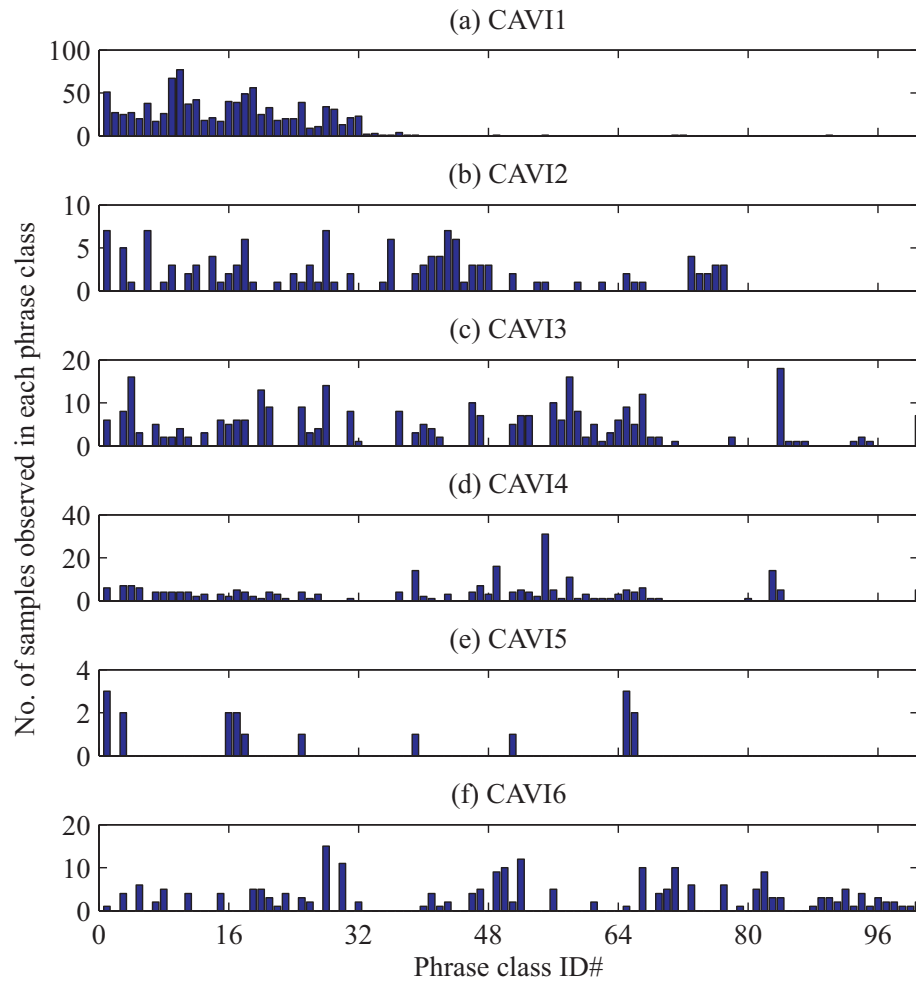 (a) CAVI1
100
50
0
(b) CAVI2
10
5
0
(c) CAVI3
20
10
0
(d) CAVI4
40
20
0
(e) CAVI5
4
2
0
(f) CAVI6
20
10
0
0 16 32 48 64 80 96
Phrase class ID#
No. of samples observed in each phrase class